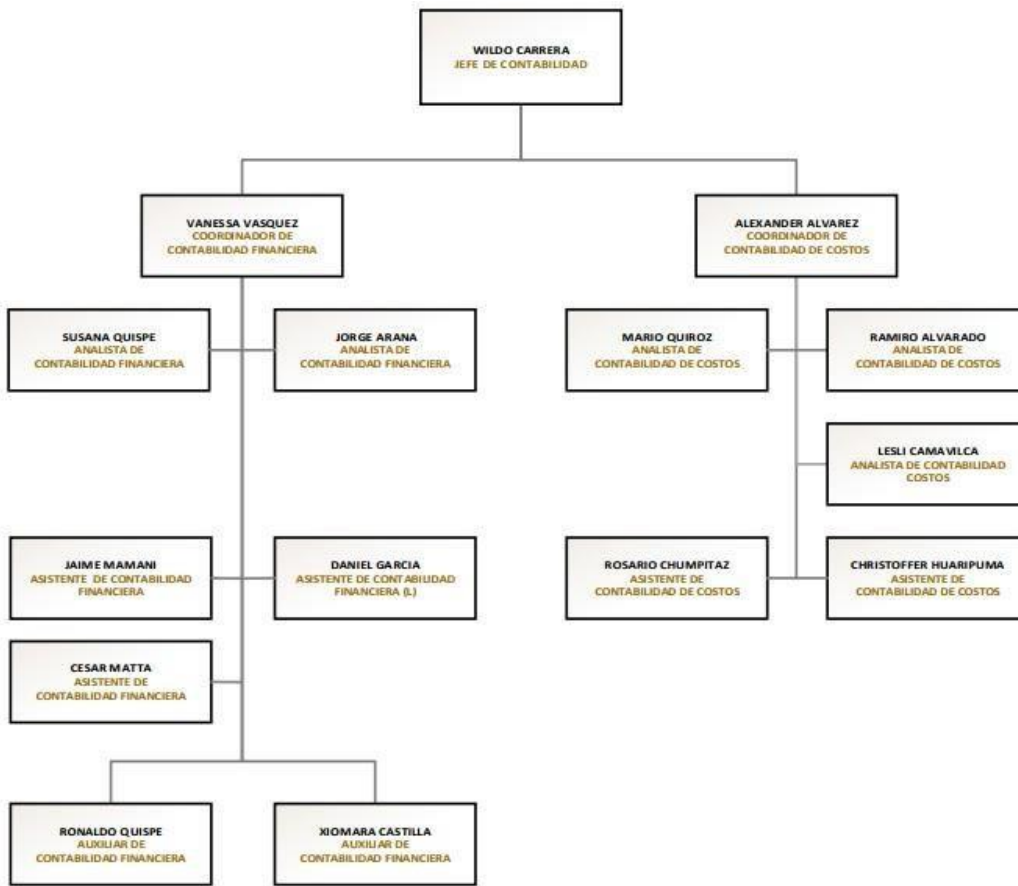 WILDO CARRERA
JEFE DE CONTABILIDAD
VANESSA VASQUEZ
COORDINADOR DE
CONTABILIDAD FINANCIERA
ALEXANDER ALVAREZ
COORDINADOR DE
CONTABILIDAD DE COSTOS
SUSANA QUISPE
ANALISTA DE
CONTABILIDAD FINANCIERA
JORGE ARANA
ANALISTA DE
CONTABILIDAD FINANCIERA
MARIO QUIROZ
ANALISTA DE
CONTABILIDAD DE COSTOS
RAMIRO ALVARADO
ANALISTA DE
CONTABILIDAD DE COSTOS
LESLI CAMAVILCA
ANALISTA DE CONTABILIDAD
COSTOS
JAIME MAMANI
ASISTENTE DE CONTABILIDAD
FINANCIERA
DANIEL GARCIA
ASISTENTE DE CONTABILIDAD
FINANCIERA (L)
ROSARIO CHUMPITAZ
ASISTENTE DE
CONTABILIDAD DE COSTOS
CHRISTOFFER HUARIPUMA
ASISTENTE DE
CONTABILIDAD DE COSTOS
CESAR MATTA
ASISTENTE DE
CONTABILIDAD FINANCIERA
RONALDO QUISPE
AUXILIAR DE
CONTABILIDAD FINANCIERA
XIOMARA CASTILLA
AUXILIAR DE
CONTABILIDAD FINANCIERA